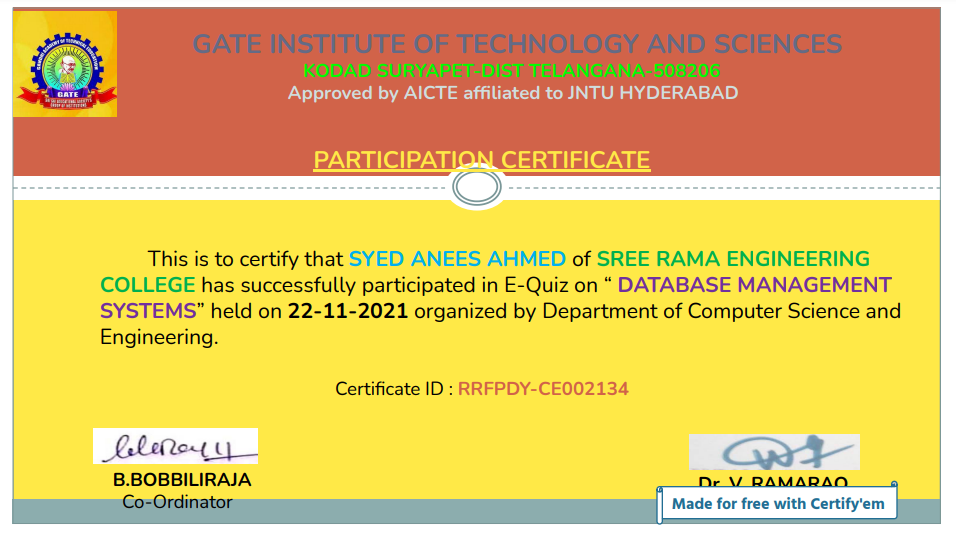 GATE INSTITUTE OF TECHNOLOGY AND SCIENCES
KODAD SURYAPET-DIST TELANGANA-508206
Approved by AICTE affiliated to JNTU HYDERABAD
GATE
PARTICIPATION CERTIFICATE
This is to certify that SYED ANEES AHMED of SREE RAMA ENGINEERING
COLLEGE has successfully participated in E-Quiz on “ DATABASE MANAGEMENT
SYSTEMS” held on 22-11-2021 organized by Department of Computer Science and
Engineering.
Certificate ID : RRFPDY-CE002134
B.BOBBILIRAJA
Co-Ordinator
Dr. V. RAMARAO
Made for free with Certify'em